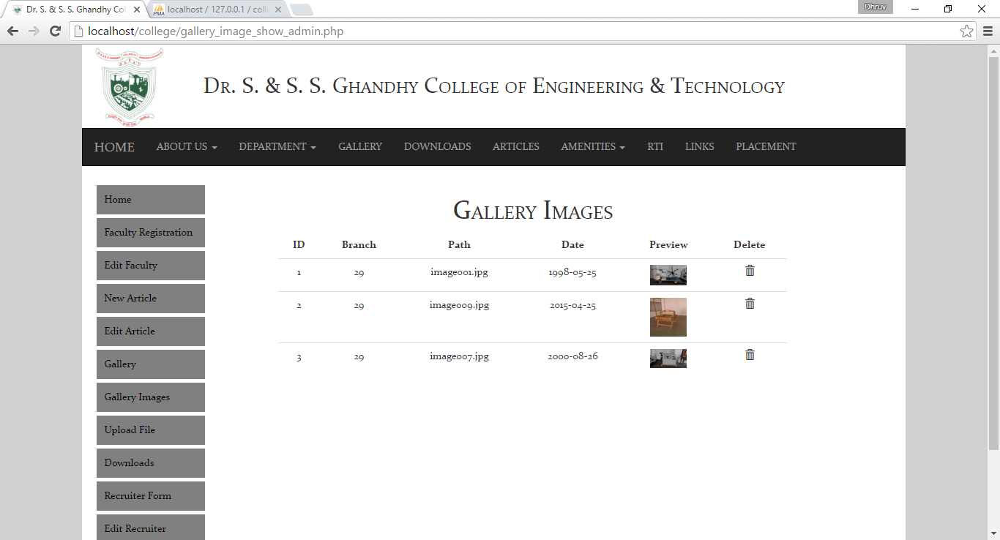 Dr. S. & S. S. Ghandhy Col
localhost / 127.0.0.1 / coll
Dhruv
localhost/college/gallery_image_show_admin.php
Dr. S. & S. S. Ghandhy College of Engineering & Technology
HOME ABOUT US DEPARTMENT GALLERY DOWNLOADS ARTICLES AMENITIES RTI LINKS PLACEMENT
Home
Faculty Registration
Edit Faculty
New Article
Edit Article
Gallery
Gallery Images
Upload File
Downloads
Recruiter Form
Edit Recruiter
Gallery Images
ID Branch Path Date Preview Delete
1 29 image001.jpg 1998-05-25
2 29 image009.jpg 2015-04-25
3 29 image007.jpg 2000-08-26